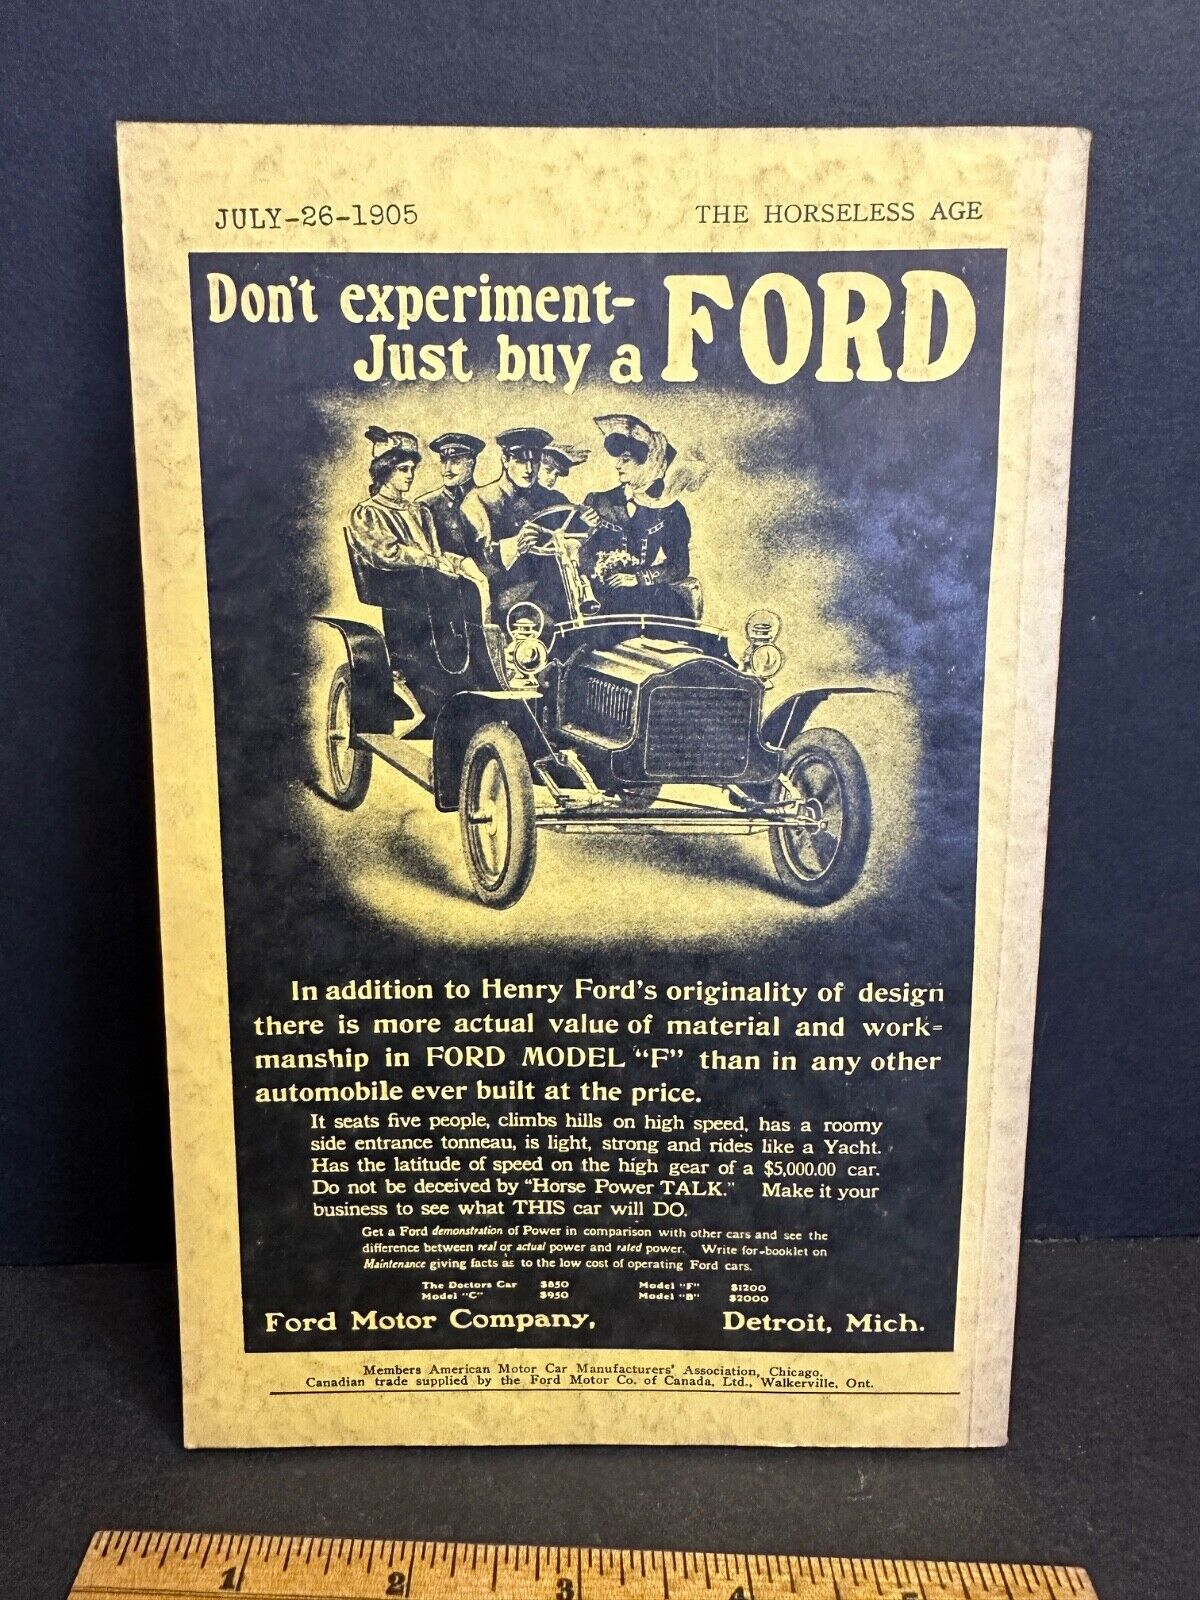 JULY-26-1905 THE HORSELESS AGE
Don't experiment-
Just buy a FORD
In addition to Henry Ford's originality of design
there is more actual value of material and work=
manship in FORD MODEL "F" than in any other
automobile ever built at the price.
It seats five people, climbs hills on high speed, has a roomy
side entrance tonneau, is light, strong and rides like a Yacht.
Has the latitude of speed on the high gear of a $5,000.00 car.
Do not be deceived by "Horse Power TALK." Make it your
business to see what THIS car will DO.
Get a Ford demonstration of Power in comparison with other cars and see the
difference between real or actual power and rated power. Write for booklet on
Maintenance giving facts as to the low cost of operating Ford cars.
The Doctors Car $850 Model "F" $1200
Model "C" $950 Model "B" $2000
Ford Motor Company, Detroit, Mich.
Members American Motor Car Manufacturers' Association, Chicago.
Canadian trade supplied by the Ford Motor Co. of Canada, Ltd., Walkerville, Ont.
1 2 3 4 5